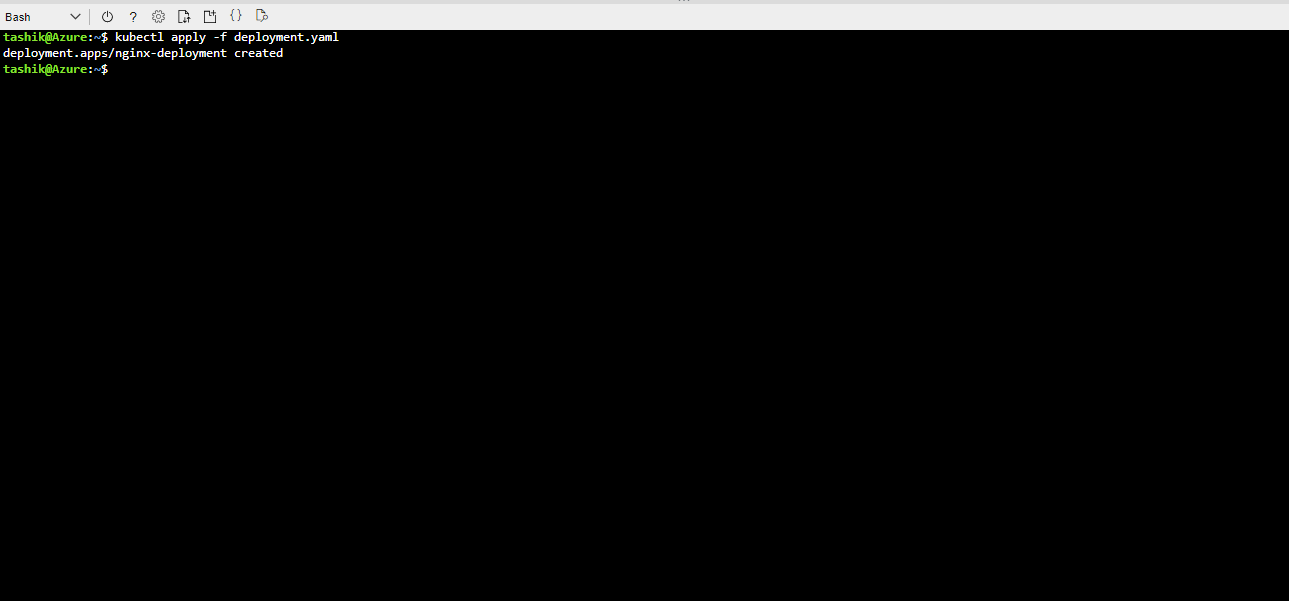 Bash ? {}
tashik@Azure:~$ kubectl apply -f deployment.yaml
deployment.apps/nginx-deployment created
tashik@Azure:~$